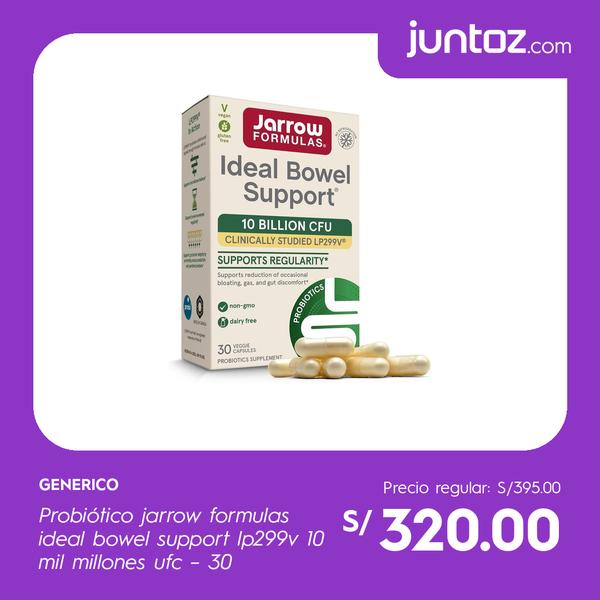 juntoz.com
V
vegan
gluten
free
Jarrow
FORMULAS®
Ideal Bowel
Support®
10 BILLION CFU
CLINICALLY STUDIED LP299V®
SUPPORTS REGULARITY*
Supports reduction of occasional
bloating, gas, and gut discomfort*
PROBIOTICS
non-gmo
dairy free
30 VEGGIE
CAPSULES
PROBIOTICS SUPPLEMENT
GENERICO
Probiótico jarrow formulas
ideal bowel support lp299v 10
mil millones ufc - 30
Precio regular: S/395.00
S/ 320.00